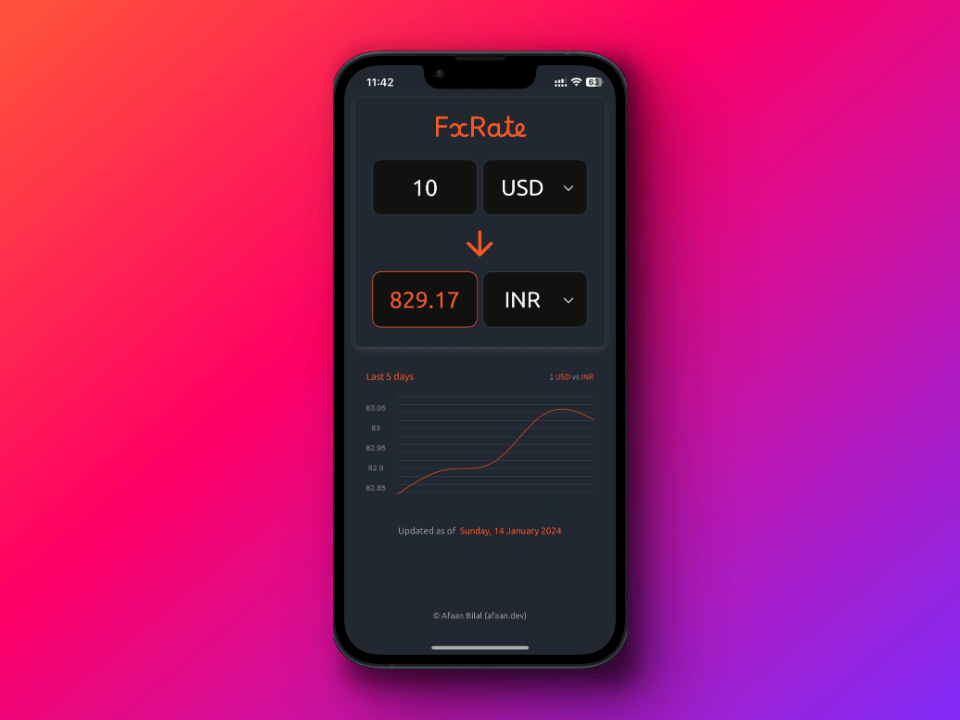 11:42
63
FxRate
10
USD
829.17
INR
Last 5 days
1 USD vs INR
83.05
83
82.95
82.9
82.85
Updated as of Sunday, 14 January 2024
© Afaan Bilal (afaan.dev)